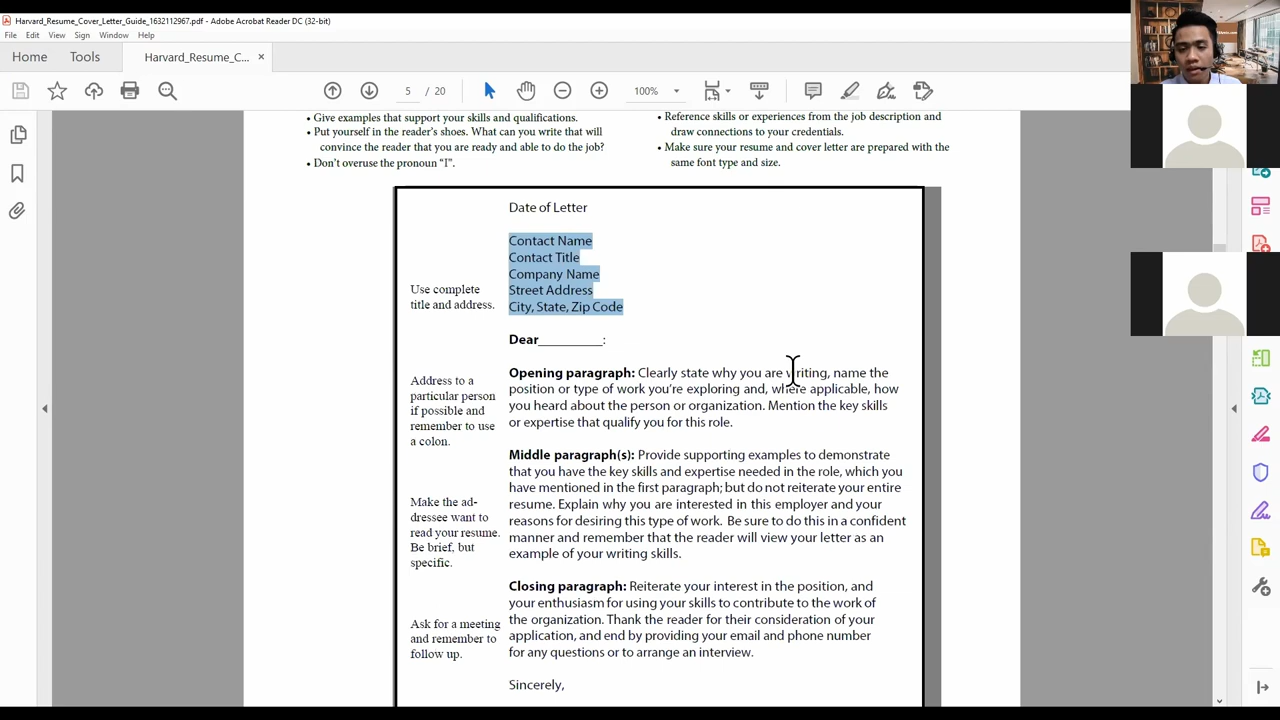 Harvard_Resume_Cover_Letter_Guide_1632112967.pdf - Adobe Acrobat Reader DC (32-bit)
File Edit View Sign Window Help
Home Tools Harvard_Resume_C... ×
5 / 20 100%
• Give examples that support your skills and qualifications.
• Put yourself in the reader's shoes. What can you write that will
convince the reader that you are ready and able to do the job?
• Don't overuse the pronoun "I".
• Reference skills or experiences from the job description and
draw connections to your credentials.
• Make sure your resume and cover letter are prepared with the
same font type and size.
Date of Letter
Contact Name
Contact Title
Company Name
Street Address
City, State, Zip Code
Use complete
title and address.
Dear_________:
Opening paragraph: Clearly state why you are writing, name the
position or type of work you're exploring and, where applicable, how
you heard about the person or organization. Mention the key skills
or expertise that qualify you for this role.
Address to a
particular person
if possible and
remember to use
a colon.
Middle paragraph(s): Provide supporting examples to demonstrate
that you have the key skills and expertise needed in the role, which you
have mentioned in the first paragraph; but do not reiterate your entire
resume. Explain why you are interested in this employer and your
reasons for desiring this type of work. Be sure to do this in a confident
manner and remember that the reader will view your letter as an
example of your writing skills.
Make the ad-
dressee want to
read your resume.
Be brief, but
specific.
Closing paragraph: Reiterate your interest in the position, and
your enthusiasm for using your skills to contribute to the work of
the organization. Thank the reader for their consideration of your
application, and end by providing your email and phone number
for any questions or to arrange an interview.
Ask for a meeting
and remember to
follow up.
Sincerely,